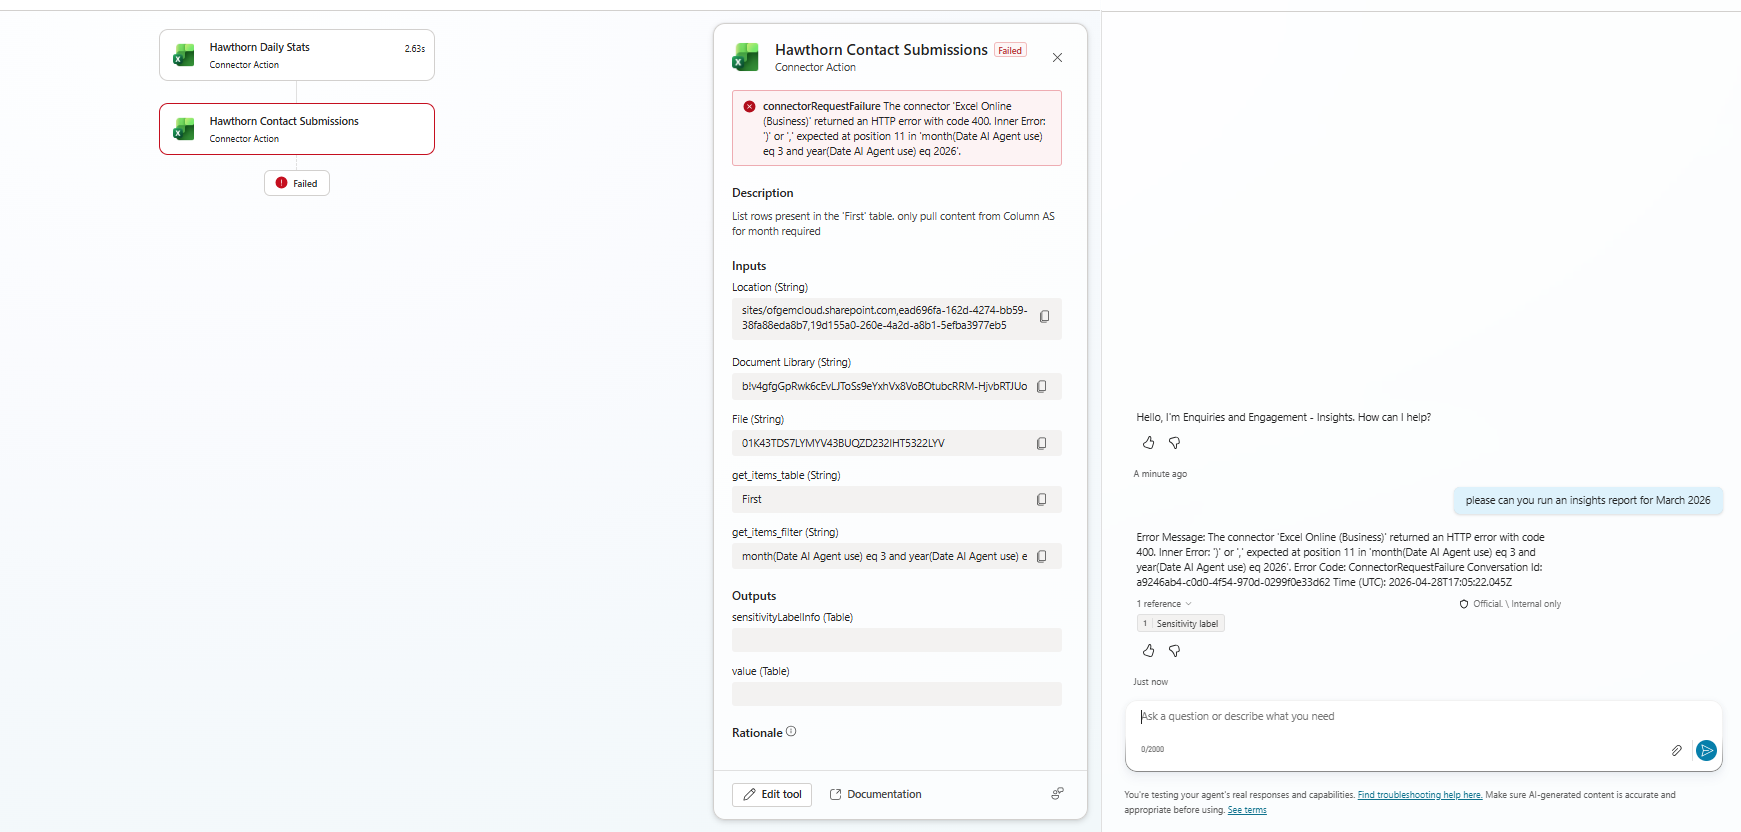 Hawthorn Daily Stats
2.63s
Connector Action
Hawthorn Contact Submissions
Connector Action
Failed
Hawthorn Contact Submissions Failed
Connector Action
connectorRequestFailure The connector 'Excel Online
(Business)' returned an HTTP error with code 400. Inner Error:
')' or ',' expected at position 11 in 'month(Date AI Agent use)
eq 3 and year(Date AI Agent use) eq 2026'.
Description
List rows present in the 'First' table. only pull content from Column AS
for month required
Inputs
Location (String)
sites/ofgemcloud.sharepoint.com,ead696fa-162d-4274-bb59-
38fa88eda8b7,19d155a0-260e-4a2d-a8b1-5efba3977eb5
Document Library (String)
b!v4gfgGpRwk6cEvLJToSs9eYxhVx8VoBOtubcRRM-HjvbRTJUo
File (String)
01K43TDS7LYMYV43BUQZD232IHT5322LYV
get_items_table (String)
First
get_items_filter (String)
month(Date AI Agent use) eq 3 and year(Date AI Agent use) e
Outputs
sensitivityLabelInfo (Table)
value (Table)
Rationale
Edit tool
Documentation
Hello, I'm Enquiries and Engagement - Insights. How can I help?
A minute ago
please can you run an insights report for March 2026
Error Message: The connector 'Excel Online (Business)' returned an HTTP error with code
400. Inner Error: ')' or ',' expected at position 11 in 'month(Date AI Agent use) eq 3 and
year(Date AI Agent use) eq 2026'. Error Code: ConnectorRequestFailure Conversation Id:
a9246ab4-c0d0-4f54-970d-0299f0e33d62 Time (UTC): 2026-04-28T17:05:22.045Z
1 reference
Official. \ Internal only
1 Sensitivity label
Just now
Ask a question or describe what you need
0/2000
You're testing your agent's real responses and capabilities. Find troubleshooting help here. Make sure AI-generated content is accurate and
appropriate before using. See terms